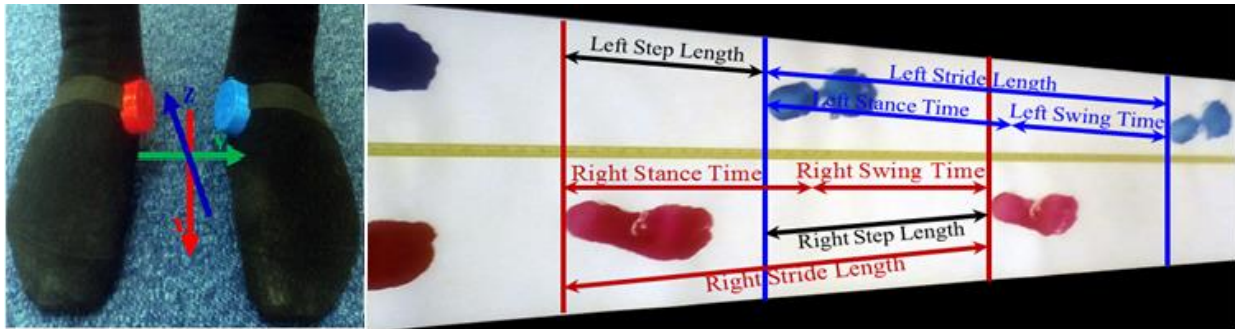 Z
Y
X
Left Step Length
Left Stride Length
Left Stance Time
Left Swing Time
Right Stance Time
Right Swing Time
Right Step Length
Right Stride Length